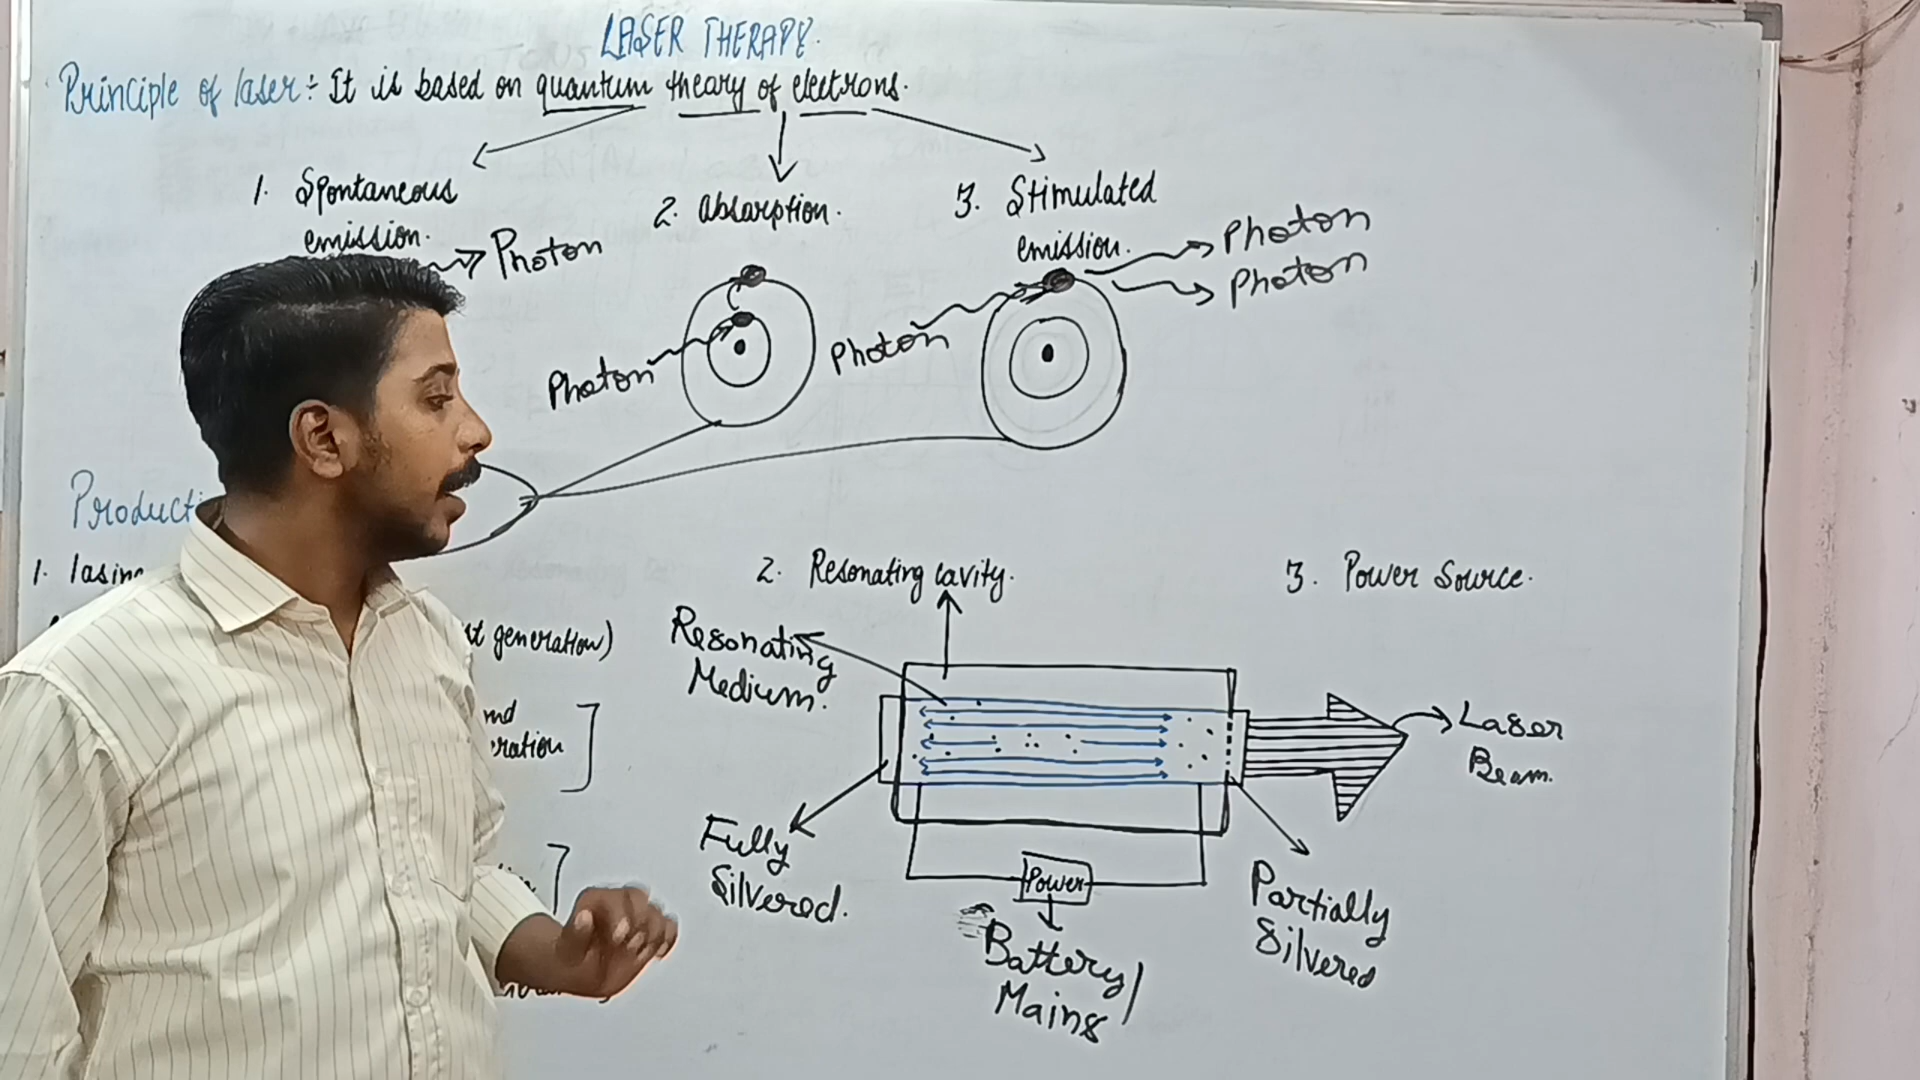 LASER THERAPY.
Principle of laser:- It is based on quantum theory of electrons.
1. Spontaneous
emission.
2. absorption.
3. Stimulated
emission.
Photon
Photon
Photon
Photon
Photon
Product
1. lasing
2. Resonating cavity.
3. Power Source.
generation)
Resonating
Medium.
Laser
Beam.
Fully
Silvered.
Power
Battery/
Mains
Partially
Silvered